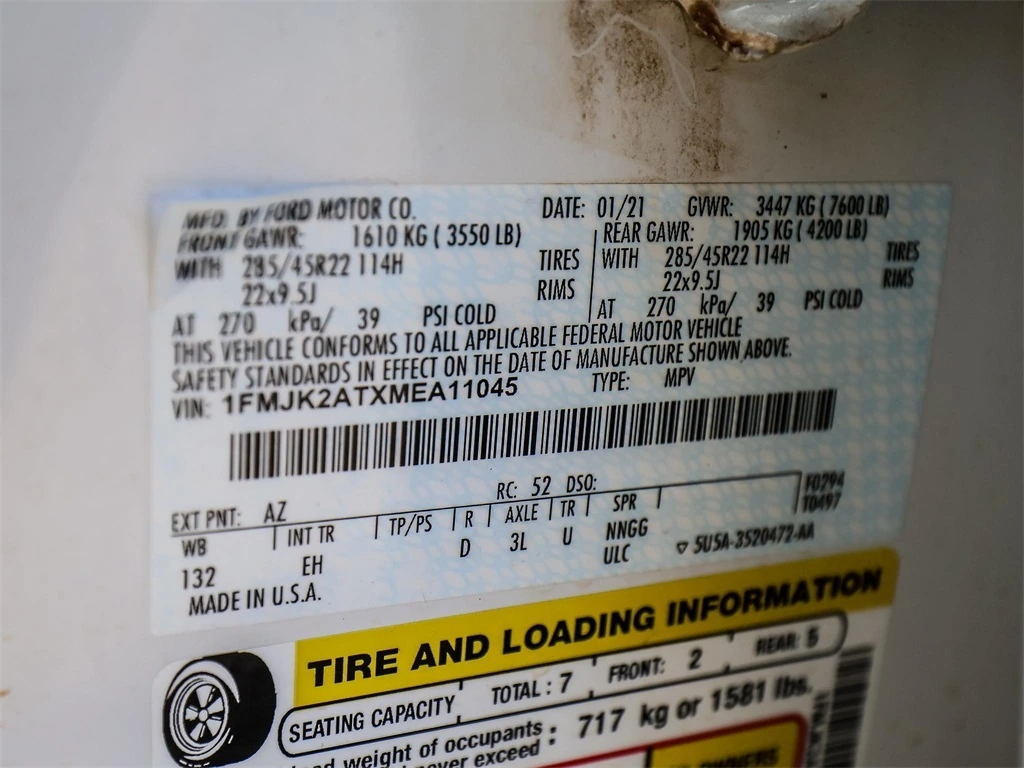 MFD. BY FORD MOTOR CO. DATE: 01/21 GVWR: 3447 KG ( 7600 LB)
FRONT GAWR: 1610 KG ( 3550 LB) REAR GAWR: 1905 KG ( 4200 LB)
WITH 285/45R22 114H TIRES WITH 285/45R22 114H TIRES
22x9.5J RIMS 22x9.5J RIMS
AT 270 kPa/ 39 PSI COLD AT 270 kPa/ 39 PSI COLD
THIS VEHICLE CONFORMS TO ALL APPLICABLE FEDERAL MOTOR VEHICLE
SAFETY STANDARDS IN EFFECT ON THE DATE OF MANUFACTURE SHOWN ABOVE.
VIN: 1FMJK2ATXMEA11045 TYPE: MPV
EXT PNT: AZ RC: 52 DSO: F0294
T0497
WB INT TR TP/PS R AXLE TR SPR
132 EH D 3L U NNGG
ULC ▽ 5U5A-3520472-AA
MADE IN U.S.A.
TIRE AND LOADING INFORMATION
SEATING CAPACITY TOTAL : 7 FRONT: 2 REAR: 5
weight of occupants
never exceed : 717 kg or 1581 lbs.